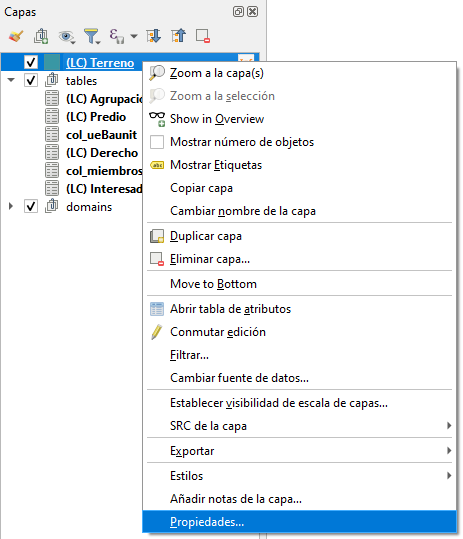 Capas
(LC) Terreno
tables
(LC) Agrupacio
(LC) Predio
col_ueBaunit
(LC) Derecho
col_miembros
(LC) Interesad
domains
Zoom a la capa(s)
Zoom a la selección
Show in Overview
Mostrar número de objetos
abc Mostrar Etiquetas
Copiar capa
Cambiar nombre de la capa
Duplicar capa
Eliminar capa...
Move to Bottom
Abrir tabla de atributos
Conmutar edición
Filtrar...
Cambiar fuente de datos...
Establecer visibilidad de escala de capas...
SRC de la capa
Exportar
Estilos
Añadir notas de la capa...
Propiedades...